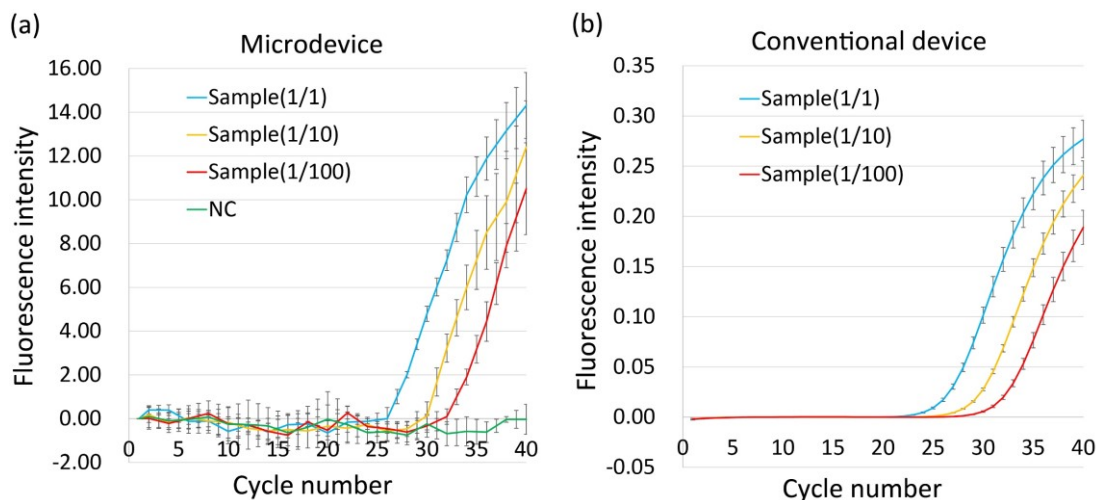 (a)
Microdevice
16.00
14.00
12.00
10.00
8.00
6.00
4.00
2.00
0.00
-2.00
Fluorescence intensity
Sample(1/1)
Sample(1/10)
Sample(1/100)
NC
0 5 10 15 20 25 30 35 40
Cycle number
(b)
Conventional device
0.35
0.30
0.25
0.20
0.15
0.10
0.05
0.00
-0.05
Fluorescence intensity
Sample(1/1)
Sample(1/10)
Sample(1/100)
0 5 10 15 20 25 30 35 40
Cycle number